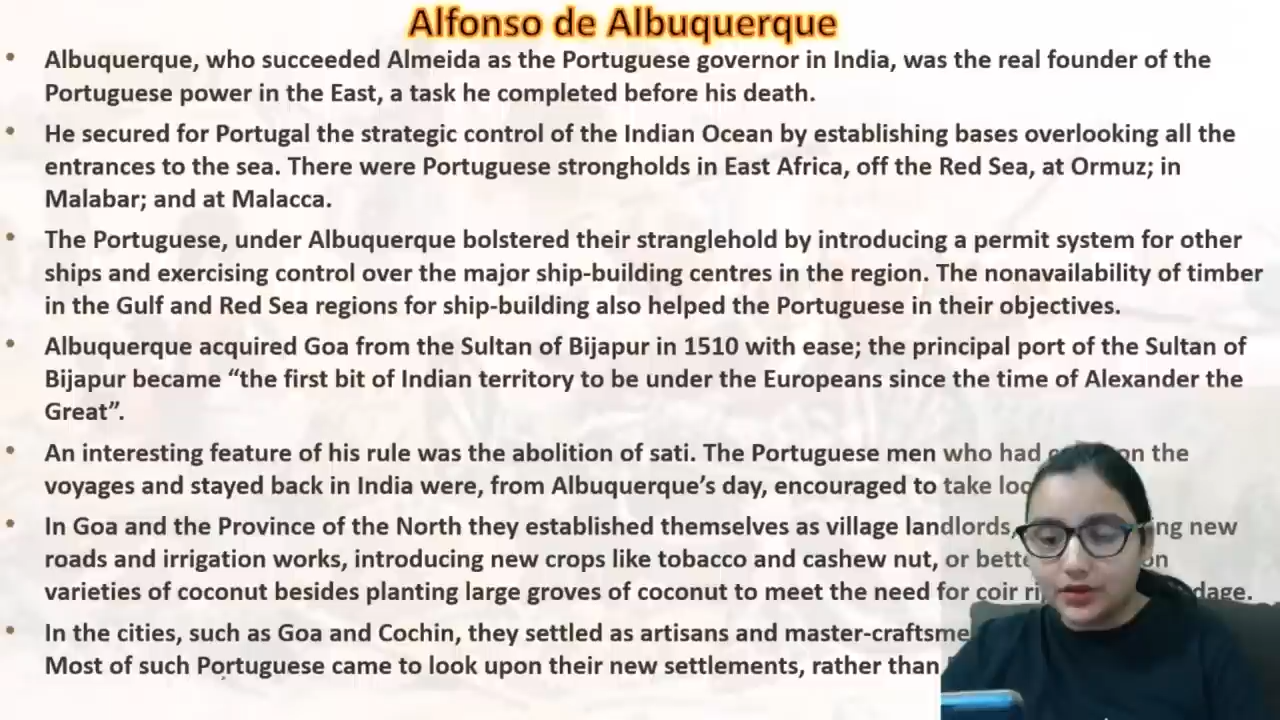 Alfonso de Albuquerque
• Albuquerque, who succeeded Almeida as the Portuguese governor in India, was the real founder of the
Portuguese power in the East, a task he completed before his death.
• He secured for Portugal the strategic control of the Indian Ocean by establishing bases overlooking all the
entrances to the sea. There were Portuguese strongholds in East Africa, off the Red Sea, at Ormuz; in
Malabar; and at Malacca.
• The Portuguese, under Albuquerque bolstered their stranglehold by introducing a permit system for other
ships and exercising control over the major ship-building centres in the region. The nonavailability of timber
in the Gulf and Red Sea regions for ship-building also helped the Portuguese in their objectives.
• Albuquerque acquired Goa from the Sultan of Bijapur in 1510 with ease; the principal port of the Sultan of
Bijapur became “the first bit of Indian territory to be under the Europeans since the time of Alexander the
Great”.
• An interesting feature of his rule was the abolition of sati. The Portuguese men who had on the
voyages and stayed back in India were, from Albuquerque’s day, encouraged to take
• In Goa and the Province of the North they established themselves as village landlords, new
roads and irrigation works, introducing new crops like tobacco and cashew nut, or
varieties of coconut besides planting large groves of coconut to meet the need for coir
• In the cities, such as Goa and Cochin, they settled as artisans and
Most of such Portuguese came to look upon their new settlements, rather than